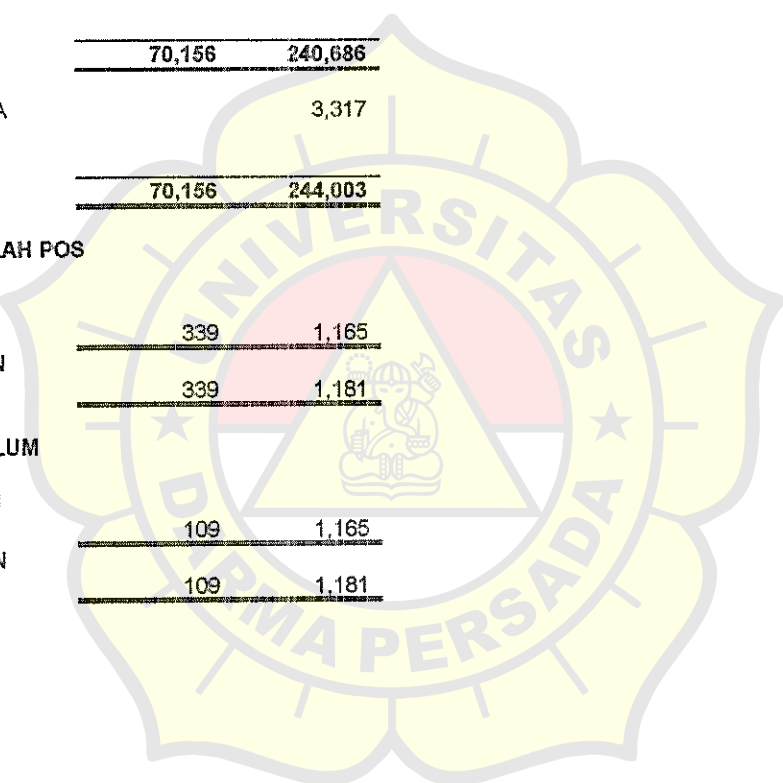 70,156 240,686
A 3,317
70,156 244,003
LAH POS
339 1,165
N
339 1,181
LUM
109 1,165
N
109 1,181
UNIVERSITAS
DARMA PERSADA